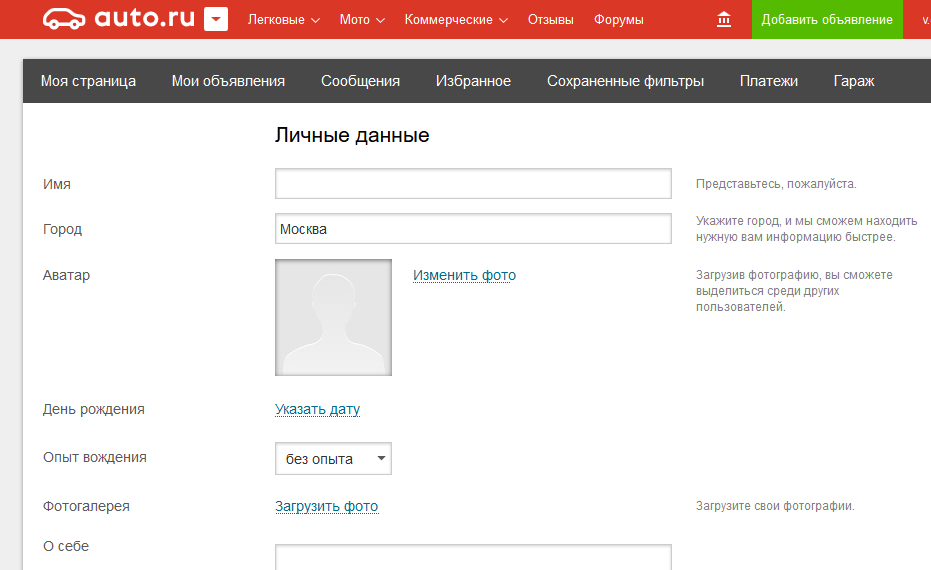 auto.ru Легковые Мото Коммерческие Отзывы Форумы Добавить объявление v.
Моя страница Мои объявления Сообщения Избранное Сохраненные фильтры Платежи Гараж
Личные данные
Имя Представьтесь, пожалуйста.
Город Москва Укажите город, и мы сможем находить
нужную вам информацию быстрее.
Аватар Изменить фото Загрузив фотографию, вы сможете
выделиться среди других
пользователей.
День рождения Указать дату
Опыт вождения без опыта
Фотогалерея Загрузить фото Загрузите свои фотографии.
О себе